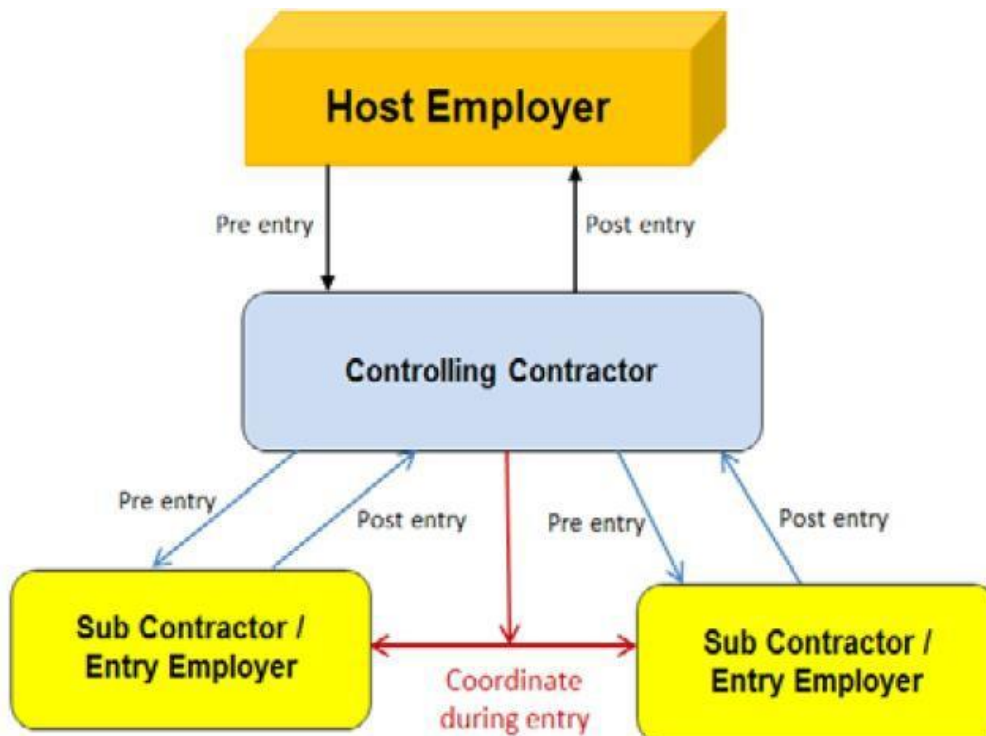 Host Employer
Pre entry
Post entry
Controlling Contractor
Pre entry
Post entry
Pre entry
Post entry
Sub Contractor /
Entry Employer
Coordinate
during entry
Sub Contractor /
Entry Employer